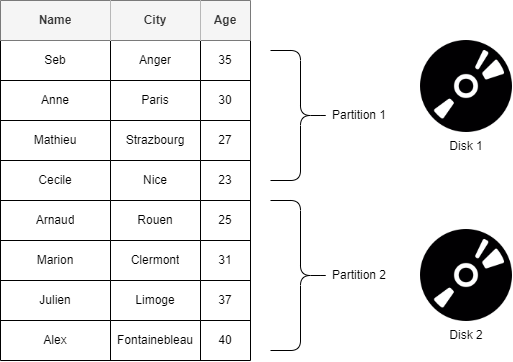 Name City Age
Seb Anger 35
Anne Paris 30
Partition 1
Mathieu Strazbourg 27
Disk 1
Cecile Nice 23
Arnaud Rouen 25
Marion Clermont 31
Partition 2
Julien Limoge 37
Disk 2
Alex Fontainebleau 40